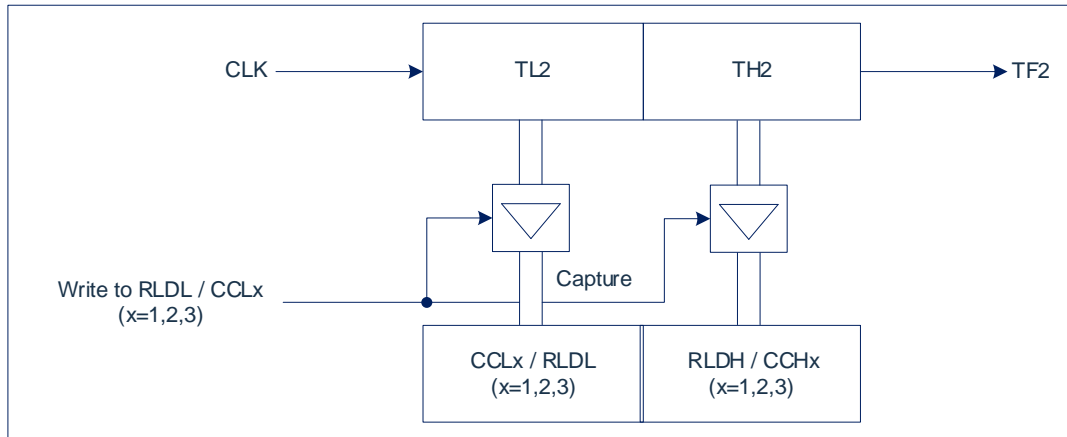 CLK
TL2
TH2
TF2
Capture
Write to RLDL / CCLx
(x=1,2,3)
CCLx / RLDL
(x=1,2,3)
RLDH / CCHx
(x=1,2,3)